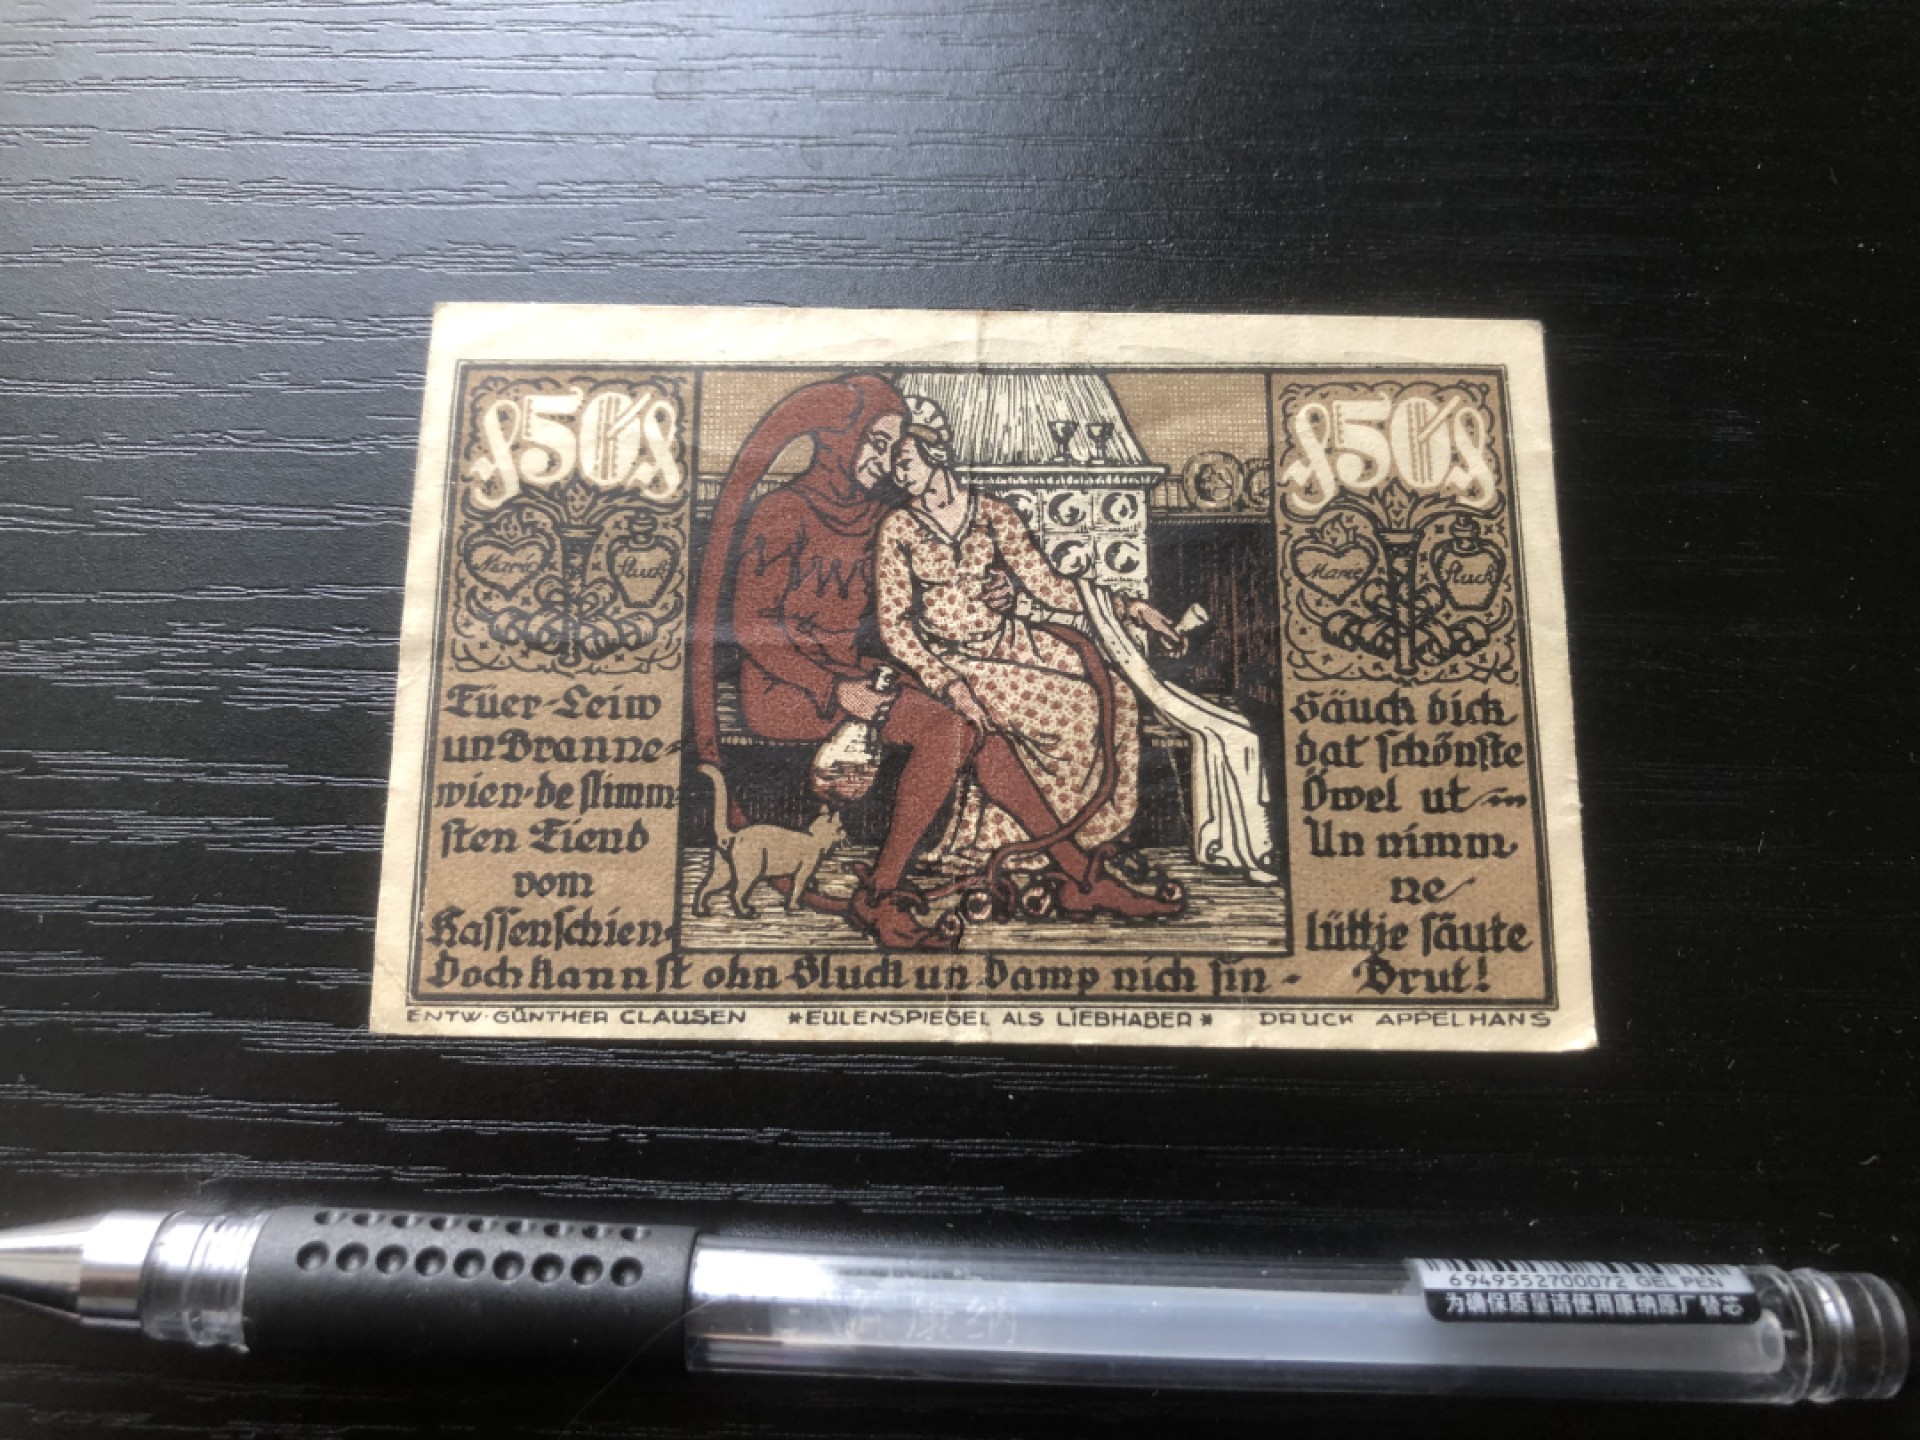 50
50
Marie
Sluck
Marie
Sluck
Füer-Leiw
un Branne-
wien-de slimm-
sten Fiend
vom
Kassenschien-
Doch kannst ohn Sluck un Damp nich sin-
Säuck dick
dat schönste
Öwel ut
Un nimm
ne
lüttje säute
Brut!
ENTW. GÜNTHER CLAUSEN *EULENSPIEGEL ALS LIEBHABER* DRUCK APPELHANS
6949552700072 GEL PEN
为确保质量请使用康纳原厂替芯
康纳